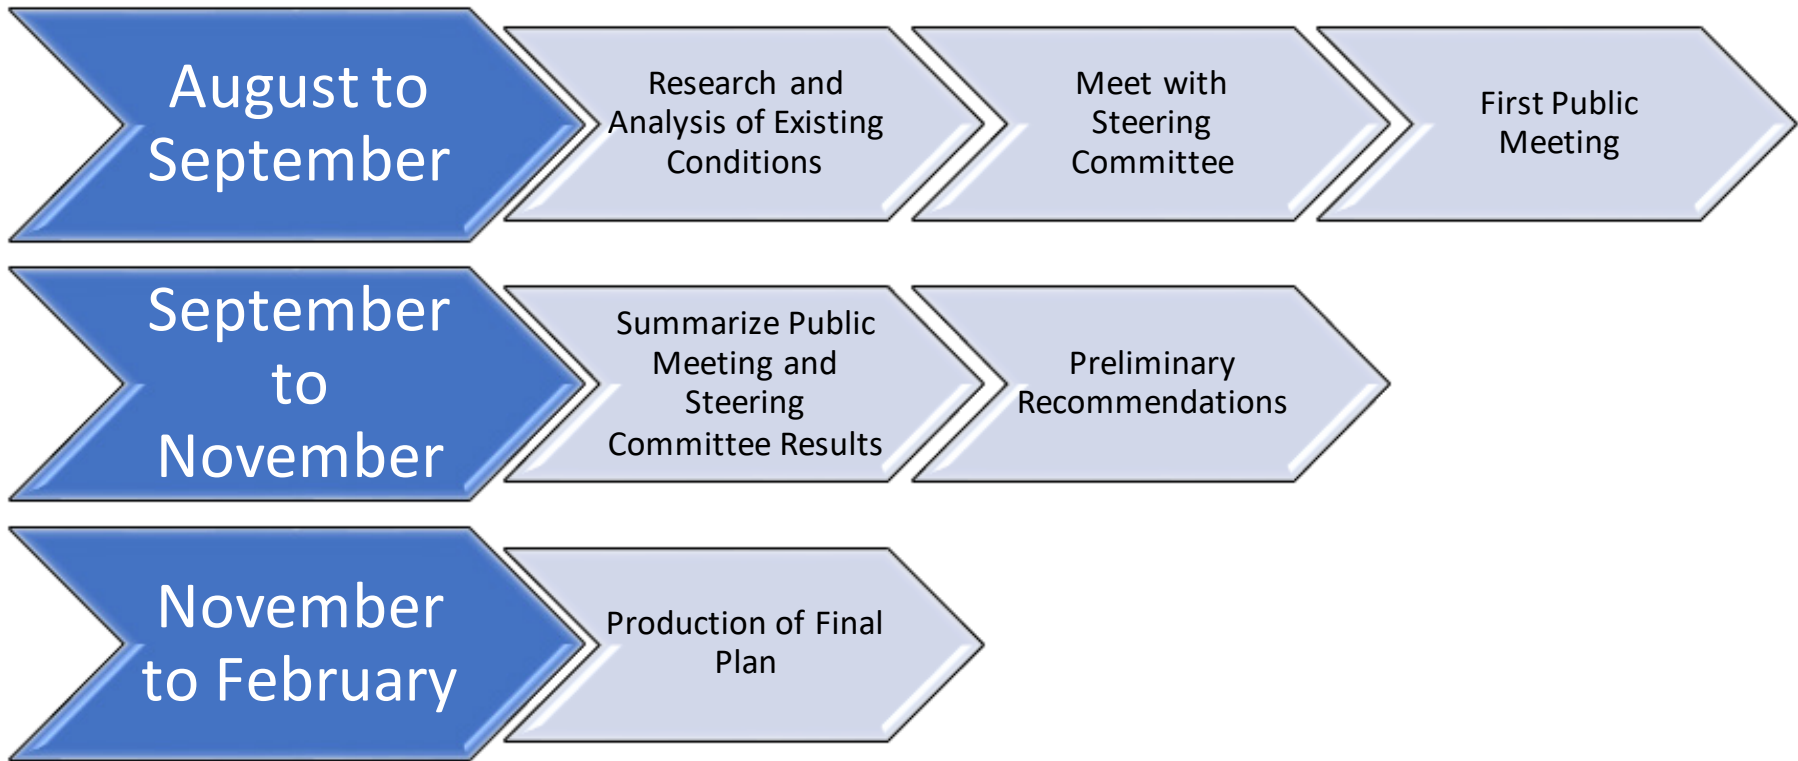 August to
September
Research and
Analysis of Existing
Conditions
Meet with
Steering
Committee
First Public
Meeting
September
to
November
Summarize Public
Meeting and
Steering
Committee Results
Preliminary
Recommendations
November
to February
Production of Final
Plan